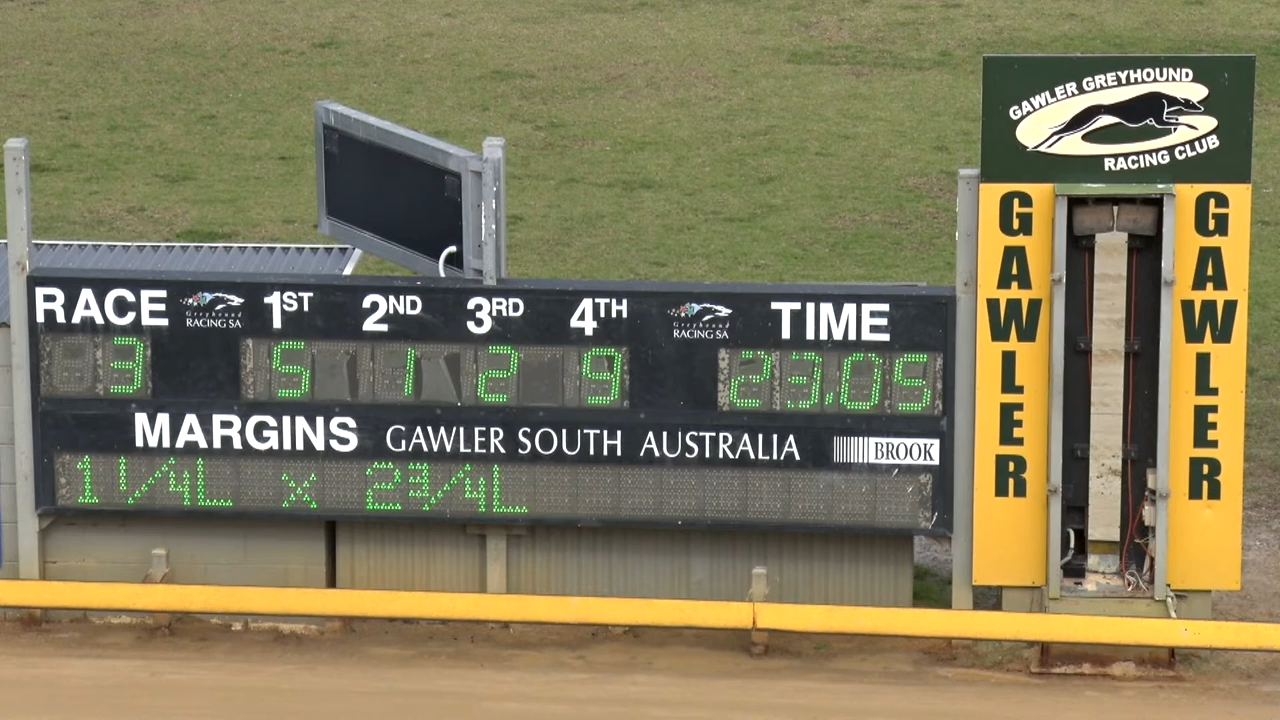 GAWLER GREYHOUND
RACING CLUB
GAWLER
GAWLER
RACE
Greyhound
RACING SA
1ST
2ND
3RD
4TH
Greyhound
RACING SA
TIME
3
5
1
2
9
23.05
MARGINS
GAWLER SOUTH AUSTRALIA
BROOK
1 1/4L x 2 3/4L